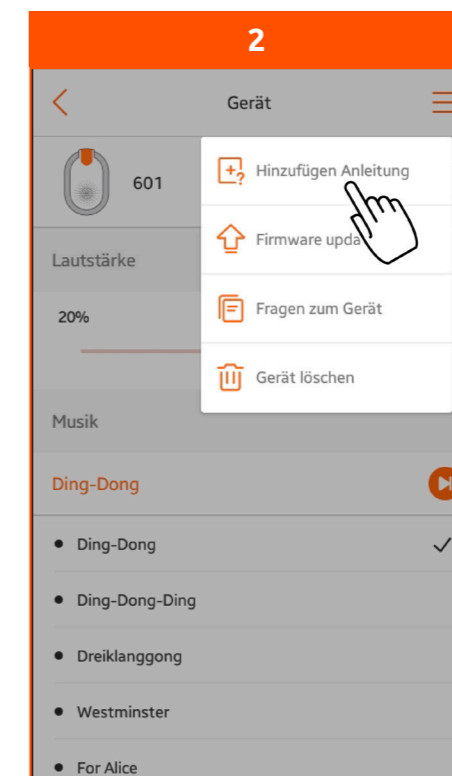 2
Gerät
601
Hinzufügen Anleitung
Firmware upda
Lautstärke
20%
Fragen zum Gerät
Gerät löschen
Musik
Ding-Dong
Ding-Dong
Ding-Dong-Ding
Dreiklanggong
Westminster
For Alice